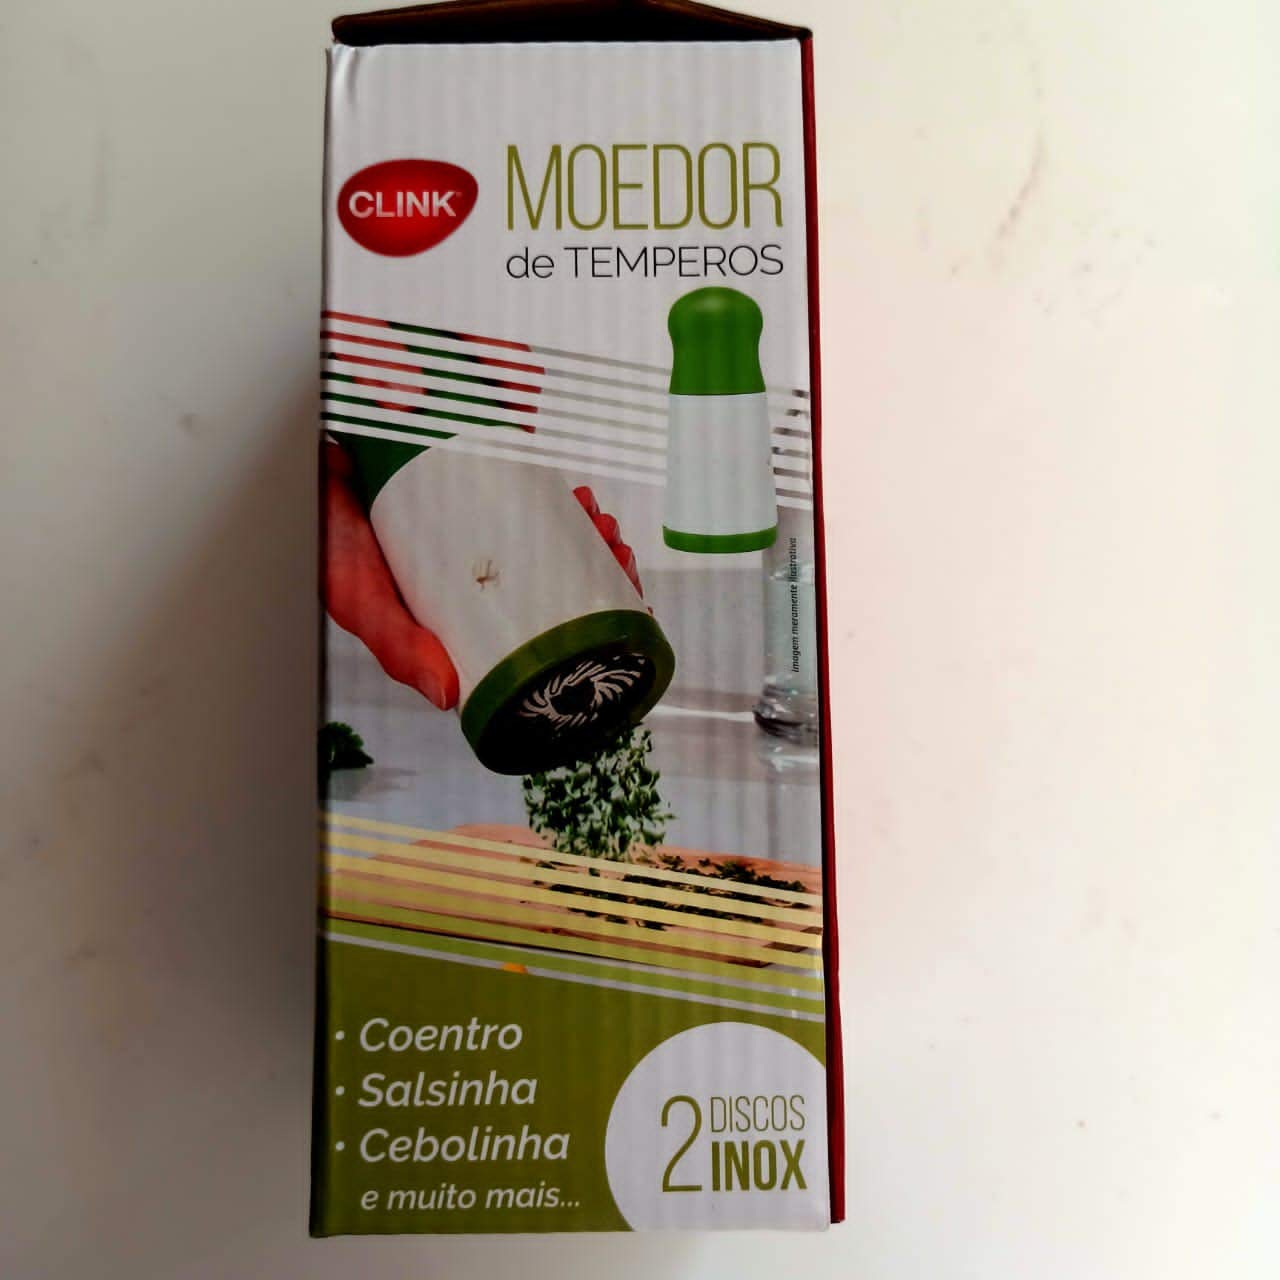 CLINK
MOEDOR
de TEMPEROS
imagem meramente ilustrativa
• Coentro
• Salsinha
• Cebolinha
e muito mais...
2 DISCOS
INOX